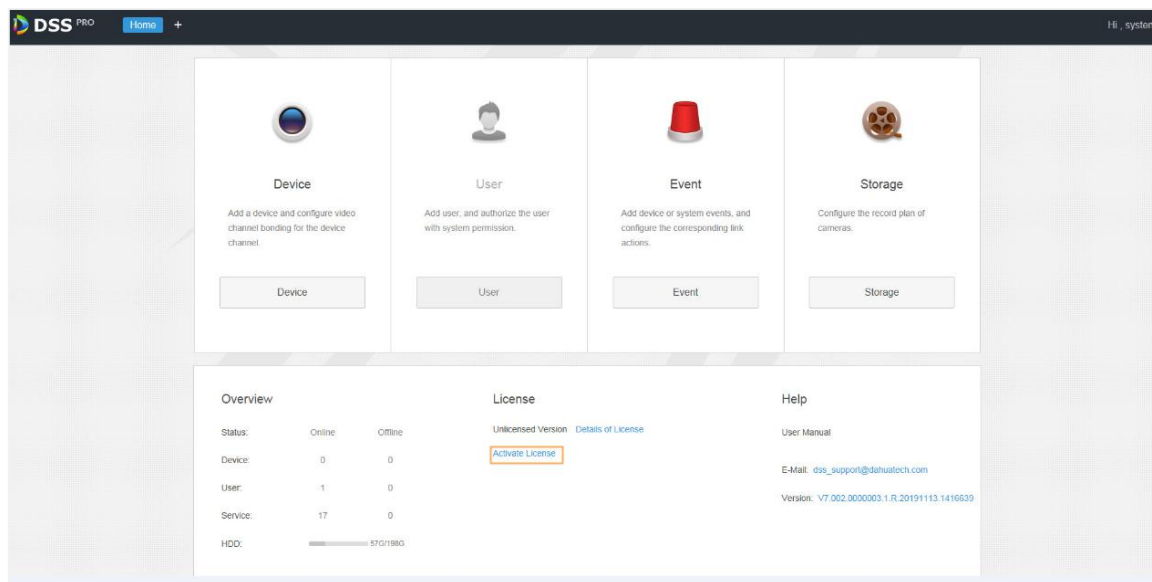 DSS PRO
Home +
Hi , system
Device
Add a device and configure video
channel bonding for the device
channel.
Device
User
Add user, and authorize the user
with system permission.
User
Event
Add device or system events, and
configure the corresponding link
actions.
Event
Storage
Configure the record plan of
cameras.
Storage
Overview
Status: Online Offline
Device: 0 0
User: 1 0
Service: 17 0
HDD: 57G/198G
License
Unlicensed Version Details of License
Activate License
Help
User Manual
E-Mail: dss_support@dahuatech.com
Version: V7.002.0000003.1.R.20191113.1416639